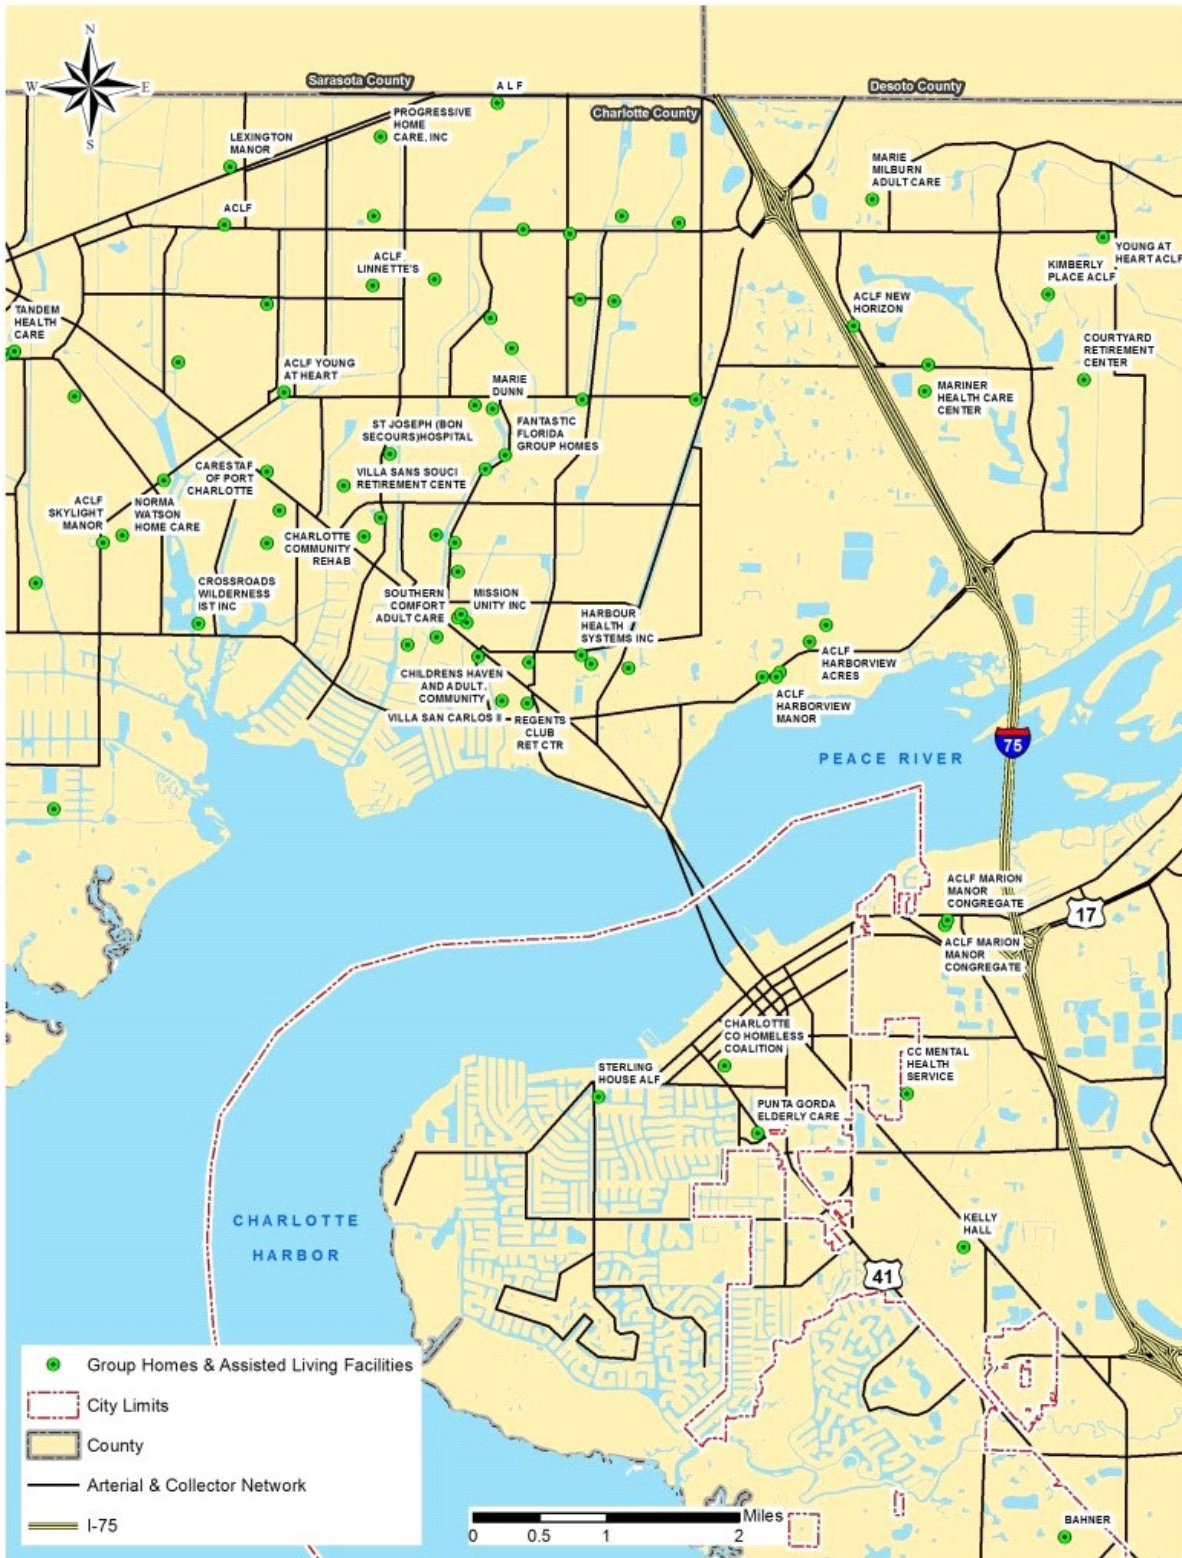 N
W
E
S
Sarasota County
A L F
Desoto County
Charlotte County
PROGRESSIVE
HOME
CARE, INC
LEXINGTON
MANOR
MARIE
MILBURN
ADULT CARE
ACLF
YOUNG AT
HEART ACLF
ACLF
LINNETTE'S
KIMBERLY
PLACE ACLF
ACLF NEW
HORIZON
TANDEM
HEALTH
CARE
COURTYARD
RETIREMENT
CENTER
ACLF YOUNG
AT HEART
MARIE
DUNN
MARINER
HEALTH CARE
CENTER
ST JOSEPH (BON
SECOURS)HOSPITAL
FANTASTIC
FLORIDA
GROUP HOMES
CARESTAF
OF PORT
CHARLOTTE
VILLA SANS SOUCI
RETIREMENT CENTE
ACLF
SKYLIGHT
MANOR
NORMA
WATSON
HOME CARE
CHARLOTTE
COMMUNITY
REHAB
CROSSROADS
WILDERNESS
IST INC
SOUTHERN
COMFORT
ADULT CARE
MISSION
UNITY INC
HARBOUR
HEALTH
SYSTEMS INC
ACLF
HARBORVIEW
ACRES
CHILDRENS HAVEN
AND ADULT.
COMMUNITY
ACLF
HARBORVIEW
MANOR
VILLA SAN CARLOS II
REGENTS
CLUB
RET CTR
75
PEACE RIVER
ACLF MARION
MANOR
CONGREGATE
17
ACLF MARION
MANOR
CONGREGATE
CHARLOTTE
CO HOMELESS
COALITION
CC MENTAL
HEALTH
SERVICE
STERLING
HOUSE ALF
PUNTA GORDA
ELDERLY CARE
CHARLOTTE
HARBOR
KELLY
HALL
41
Group Homes & Assisted Living Facilities
City Limits
County
Arterial & Collector Network
I-75
Miles
0 0.5 1 2
BAHNER